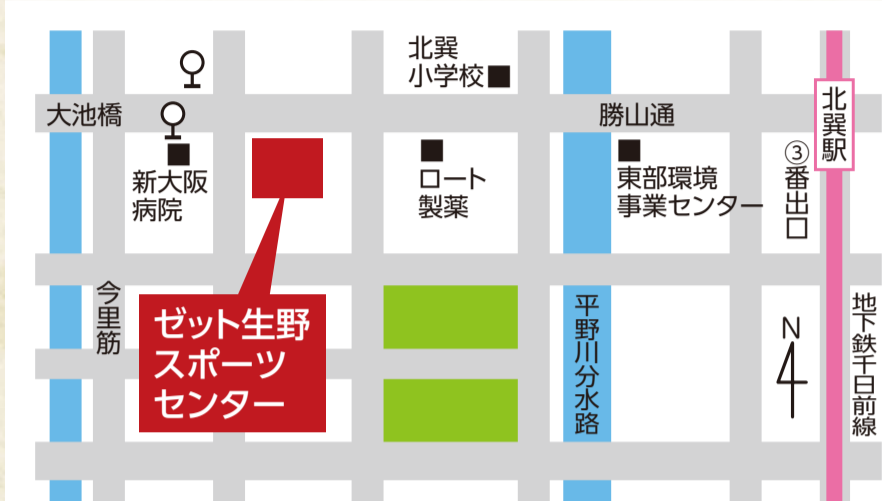 北巽
小学校
大池橋
勝山通
北巽駅
③番出口
新大阪
病院
ロート
製薬
東部環境
事業センター
今里筋
ゼット生野
スポーツ
センター
平野川分水路
N
地下鉄千日前線